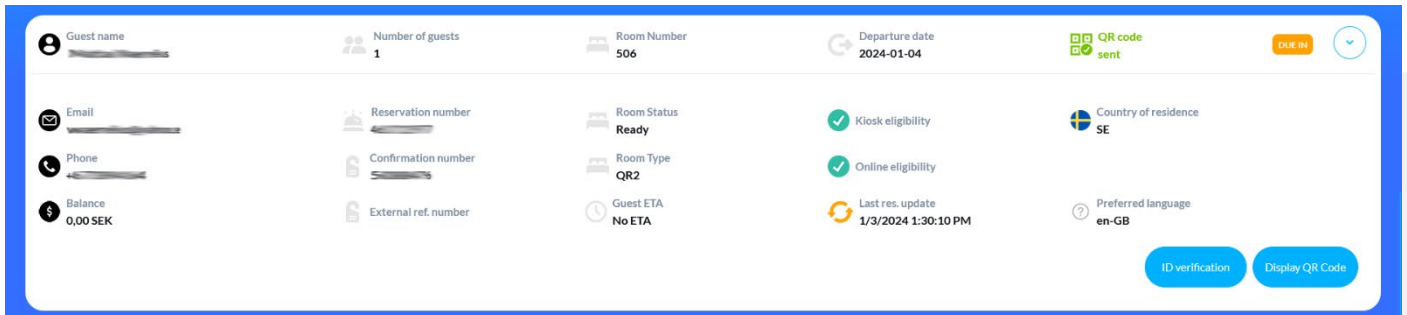 Guest name
Number of guests
1
Room Number
506
Departure date
2024-01-04
QR code
sent
DUE IN
Email
Reservation number
Room Status
Ready
Kiosk eligibility
Country of residence
SE
Phone
Confirmation number
Room Type
QR2
Online eligibility
Balance
0,00 SEK
External ref. number
Guest ETA
No ETA
Last res. update
1/3/2024 1:30:10 PM
Preferred language
en-GB
ID verification
Display QR Code